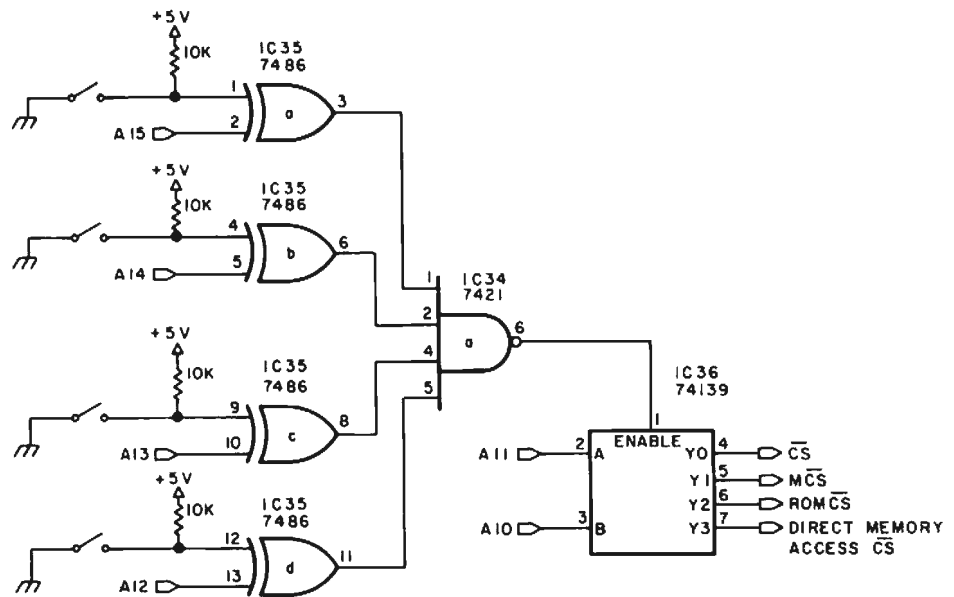 +5V
10K
IC35
7486
1
2
3
a
A15
+5V
10K
IC35
7486
4
5
6
b
A14
+5V
10K
IC35
7486
9
10
8
c
A13
+5V
10K
IC35
7486
12
13
11
d
A12
IC34
7421
1
2
4
5
6
a
IC36
74139
1
ENABLE
A11
2
A
Y0
4
CS
Y1
5
MCS
Y2
6
ROMCS
A10
3
B
Y3
7
DIRECT MEMORY
ACCESS CS